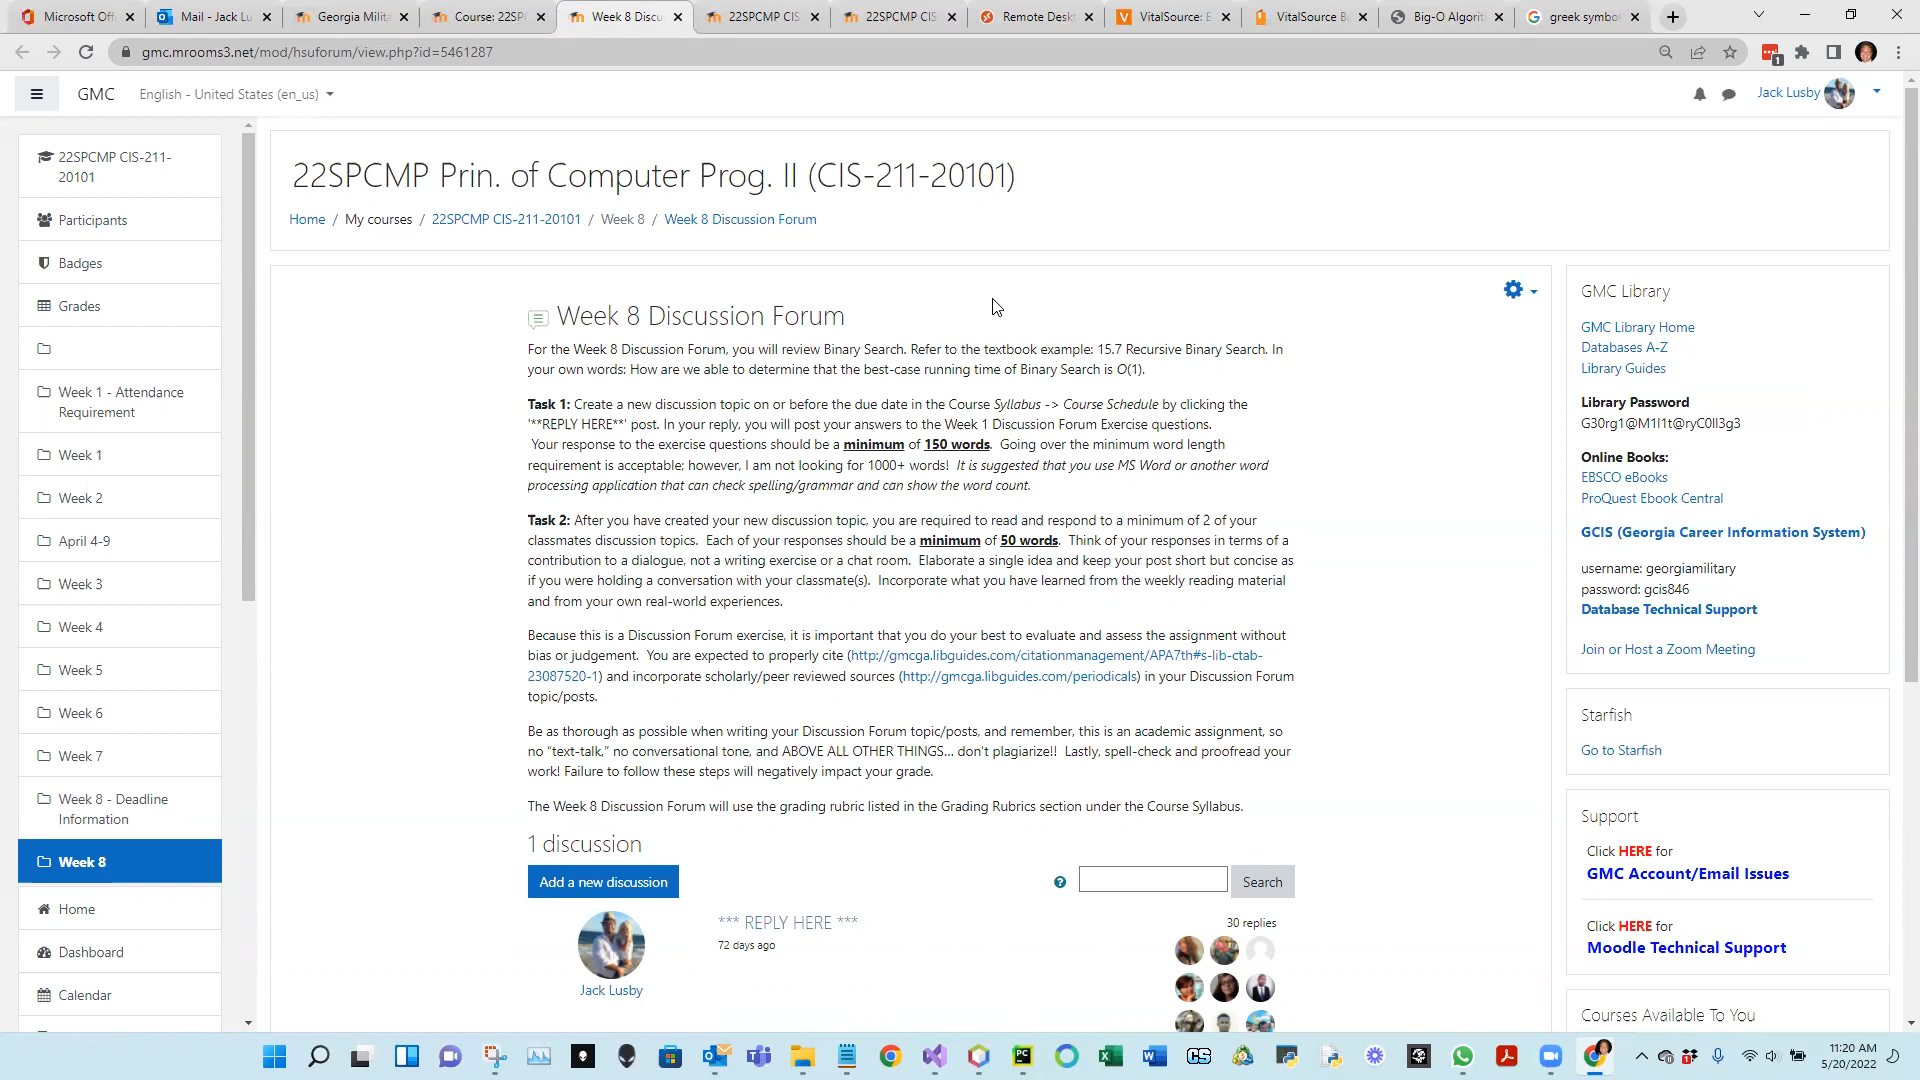 Microsoft Off
Mail - Jack Lu
Georgia Milit
Course: 22SP
Week 8 Discu
22SPCMP CIS
22SPCMP CIS
Remote Desk
VitalSource: E
VitalSource B
Big-O Algorit
greek symbo
gmc.mrooms3.net/mod/hsuforum/view.php?id=5461287
1
GMC
English - United States (en_us)
Jack Lusby
22SPCMP CIS-211-
20101
Participants
Badges
Grades
Week 1 - Attendance
Requirement
Week 1
Week 2
April 4-9
Week 3
Week 4
Week 5
Week 6
Week 7
Week 8 - Deadline
Information
Week 8
Home
Dashboard
Calendar
22SPCMP Prin. of Computer Prog. II (CIS-211-20101)
Home / My courses / 22SPCMP CIS-211-20101 / Week 8 / Week 8 Discussion Forum
Week 8 Discussion Forum
For the Week 8 Discussion Forum, you will review Binary Search. Refer to the textbook example: 15.7 Recursive Binary Search. In
your own words: How are we able to determine that the best-case running time of Binary Search is O(1).
Task 1: Create a new discussion topic on or before the due date in the Course Syllabus -> Course Schedule by clicking the
'**REPLY HERE**' post. In your reply, you will post your answers to the Week 1 Discussion Forum Exercise questions.
Your response to the exercise questions should be a minimum of 150 words. Going over the minimum word length
requirement is acceptable; however, I am not looking for 1000+ words! It is suggested that you use MS Word or another word
processing application that can check spelling/grammar and can show the word count.
Task 2: After you have created your new discussion topic, you are required to read and respond to a minimum of 2 of your
classmates discussion topics. Each of your responses should be a minimum of 50 words. Think of your responses in terms of a
contribution to a dialogue, not a writing exercise or a chat room. Elaborate a single idea and keep your post short but concise as
if you were holding a conversation with your classmate(s). Incorporate what you have learned from the weekly reading material
and from your own real-world experiences.
Because this is a Discussion Forum exercise, it is important that you do your best to evaluate and assess the assignment without
bias or judgement. You are expected to properly cite (http://gmcga.libguides.com/citationmanagement/APA7th#s-lib-ctab-
23087520-1) and incorporate scholarly/peer reviewed sources (http://gmcga.libguides.com/periodicals) in your Discussion Forum
topic/posts.
Be as thorough as possible when writing your Discussion Forum topic/posts, and remember, this is an academic assignment, so
no "text-talk," no conversational tone, and ABOVE ALL OTHER THINGS... don't plagiarize!! Lastly, spell-check and proofread your
work! Failure to follow these steps will negatively impact your grade.
The Week 8 Discussion Forum will use the grading rubric listed in the Grading Rubrics section under the Course Syllabus.
1 discussion
Add a new discussion
Search
*** REPLY HERE ***
72 days ago
30 replies
Jack Lusby
GMC Library
GMC Library Home
Databases A-Z
Library Guides
Library Password
G30rg1@M1l1t@ryC0ll3g3
Online Books:
EBSCO eBooks
ProQuest Ebook Central
GCIS (Georgia Career Information System)
username: georgiamilitary
password: gcis846
Database Technical Support
Join or Host a Zoom Meeting
Starfish
Go to Starfish
Support
Click HERE for
GMC Account/Email Issues
Click HERE for
Moodle Technical Support
Courses Available To You
11:20 AM
5/20/2022